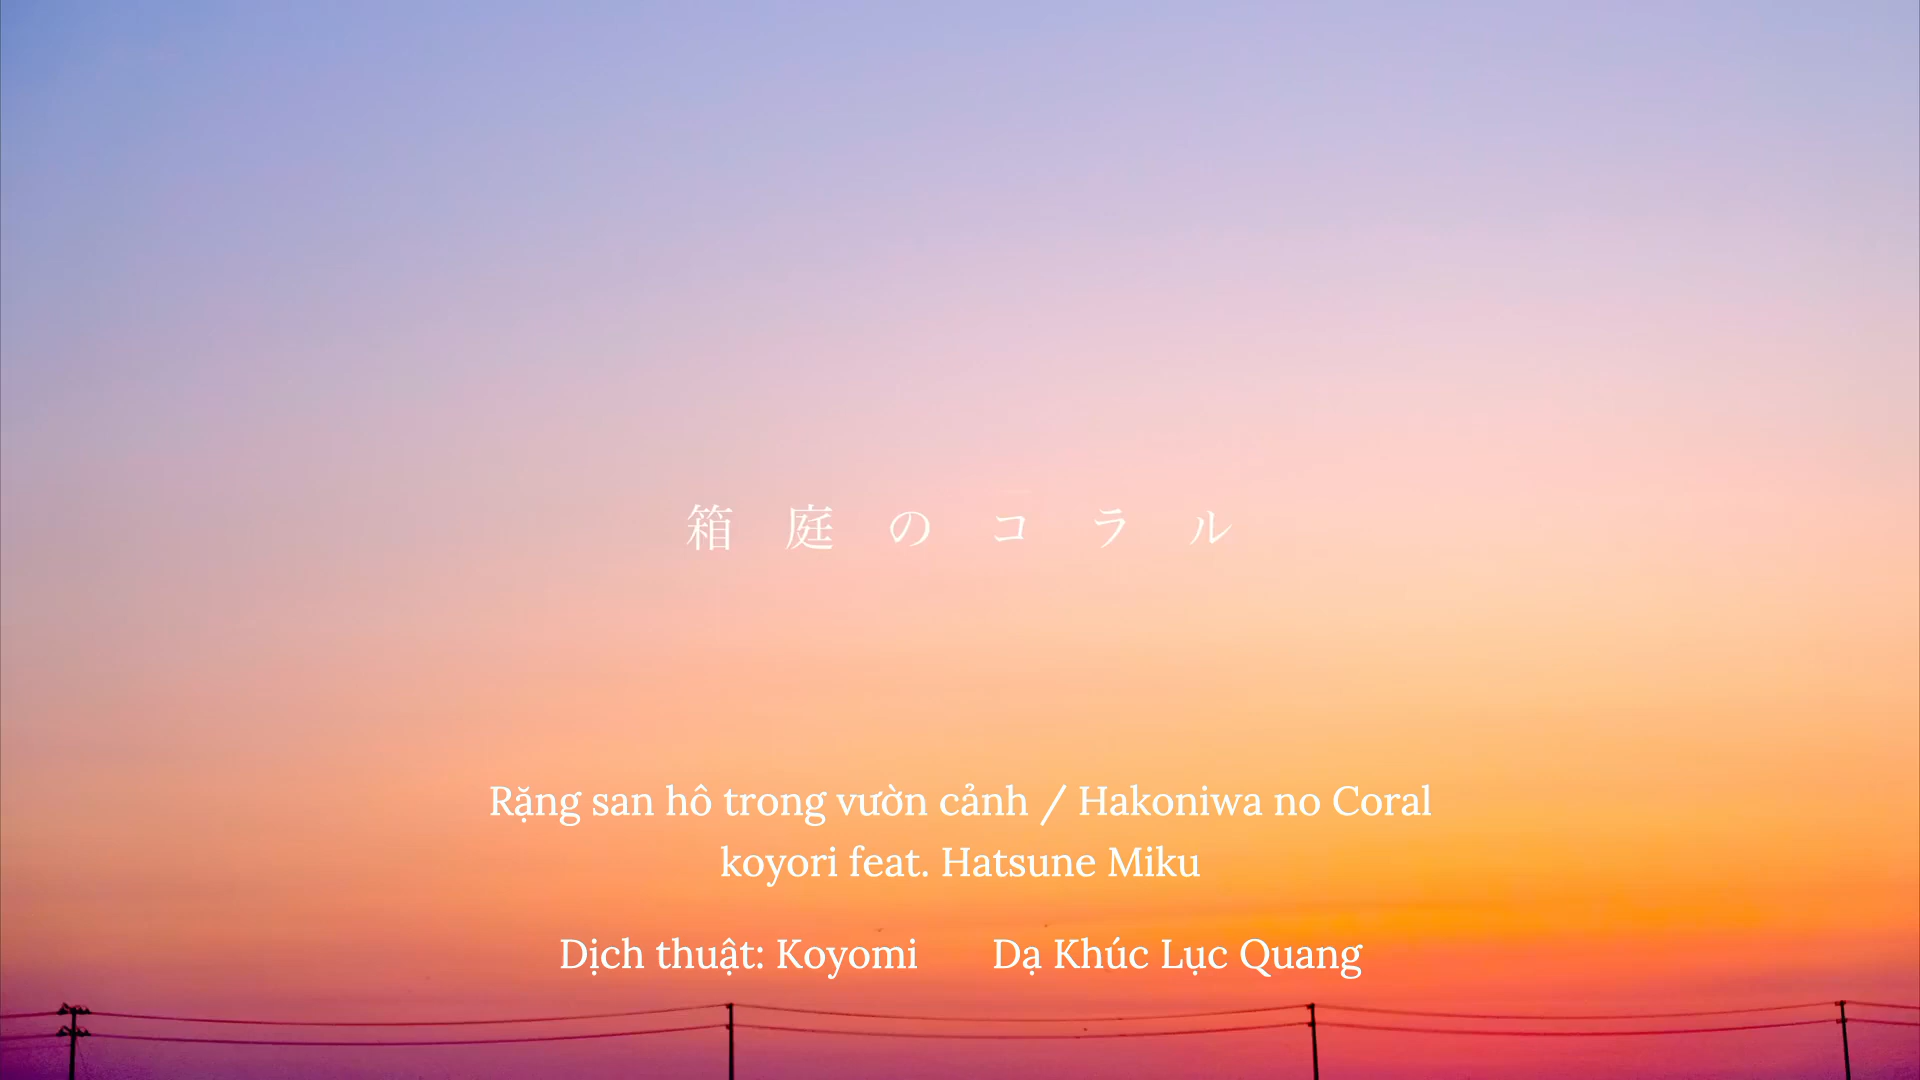 箱庭のコラル
Rặng san hô trong vườn cảnh / Hakoniwa no Coral
koyori feat. Hatsune Miku
Dịch thuật: Koyomi Dạ Khúc Lục Quang